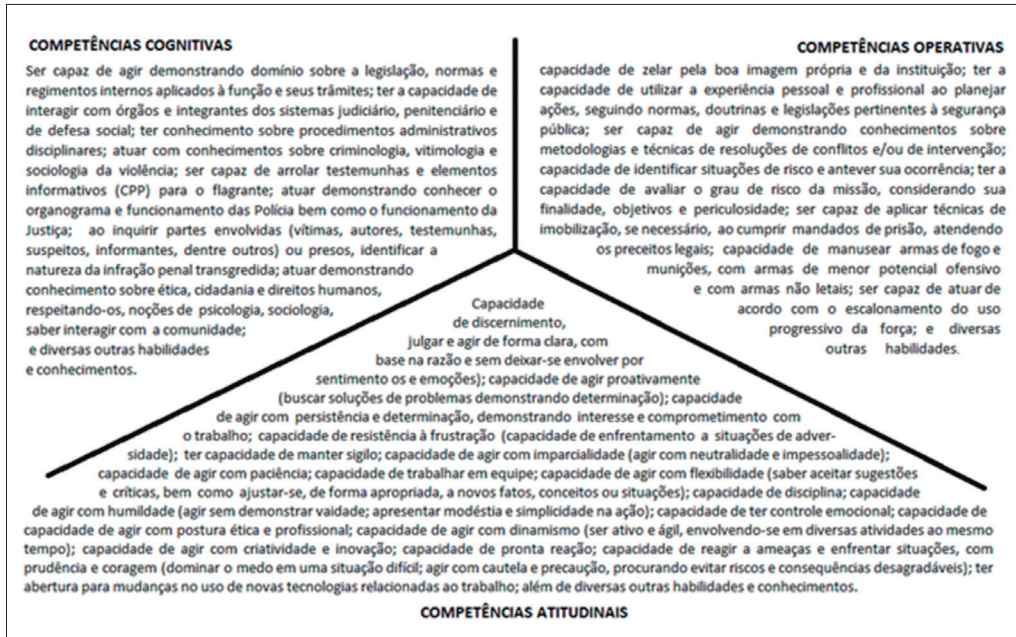 COMPETÊNCIAS COGNITIVAS
Ser capaz de agir demonstrando domínio sobre a legislação, normas e
regimentos internos aplicados à função e seus trâmites; ter a capacidade de
interagir com órgãos e integrantes dos sistemas judiciário, penitenciário e
de defesa social; ter conhecimento sobre procedimentos administrativos
disciplinares; atuar com conhecimentos sobre criminologia, vitimologia e
sociologia da violência; ser capaz de arrolar testemunhas e elementos
informativos (CPP) para o flagrante; atuar demonstrando conhecer o
organograma e funcionamento das Polícia bem como o funcionamento da
Justiça; ao inquirir partes envolvidas (vítimas, autores, testemunhas,
suspeitos, informantes, dentre outros) ou presos, identificar a
natureza da infração penal transgredida; atuar demonstrando
conhecimento sobre ética, cidadania e direitos humanos,
respeitando-os, noções de psicologia, sociologia,
saber interagir com a comunidade;
e diversas outras habilidades
e conhecimentos.
COMPETÊNCIAS OPERATIVAS
capacidade de zelar pela boa imagem própria e da instituição; ter a
capacidade de utilizar a experiência pessoal e profissional ao planejar
ações, seguindo normas, doutrinas e legislações pertinentes à segurança
pública; ser capaz de agir demonstrando conhecimentos sobre
metodologias e técnicas de resoluções de conflitos e/ou de intervenção;
capacidade de identificar situações de risco e antever sua ocorrência; ter a
capacidade de avaliar o grau de risco da missão, considerando sua
finalidade, objetivos e periculosidade; ser capaz de aplicar técnicas de
imobilização, se necessário, ao cumprir mandados de prisão, atendendo
os preceitos legais; capacidade de manusear armas de fogo e
munições, com armas de menor potencial ofensivo
e com armas não letais; ser capaz de atuar de
acordo com o escalonamento do uso
progressivo da força; e diversas
outras habilidades.
Capacidade
de discernimento,
julgar e agir de forma clara, com
base na razão e sem deixar-se envolver por
sentimento os e emoções); capacidade de agir proativamente
(buscar soluções de problemas demonstrando determinação); capacidade
de agir com persistência e determinação, demonstrando interesse e comprometimento com
o trabalho; capacidade de resistência à frustração (capacidade de enfrentamento a situações de adver-
sidade); ter capacidade de manter sigilo; capacidade de agir com imparcialidade (agir com neutralidade e impessoalidade);
capacidade de agir com paciência; capacidade de trabalhar em equipe; capacidade de agir com flexibilidade (saber aceitar sugestões
e críticas, bem como ajustar-se, de forma apropriada, a novos fatos, conceitos ou situações); capacidade de disciplina; capacidade
de agir com humildade (agir sem demonstrar vaidade; apresentar modéstia e simplicidade na ação); capacidade de ter controle emocional; capacidade de
capacidade de agir com postura ética e profissional; capacidade de agir com dinamismo (ser ativo e ágil, envolvendo-se em diversas atividades ao mesmo
tempo); capacidade de agir com criatividade e inovação; capacidade de pronta reação; capacidade de reagir a ameaças e enfrentar situações, com
prudência e coragem (dominar o medo em uma situação difícil; agir com cautela e precaução, procurando evitar riscos e consequências desagradáveis); ter
abertura para mudanças no uso de novas tecnologias relacionadas ao trabalho; além de diversas outras habilidades e conhecimentos.
COMPETÊNCIAS ATITUDINAIS